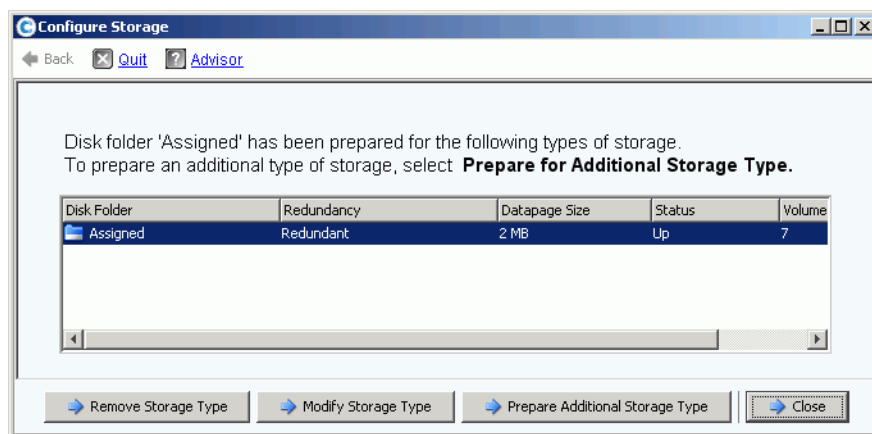 Configure Storage
Back Quit ? Advisor
Disk folder 'Assigned' has been prepared for the following types of storage.
To prepare an additional type of storage, select Prepare for Additional Storage Type.
Disk Folder Redundancy Datapage Size Status Volume
Assigned Redundant 2 MB Up 7
Remove Storage Type Modify Storage Type Prepare Additional Storage Type Close